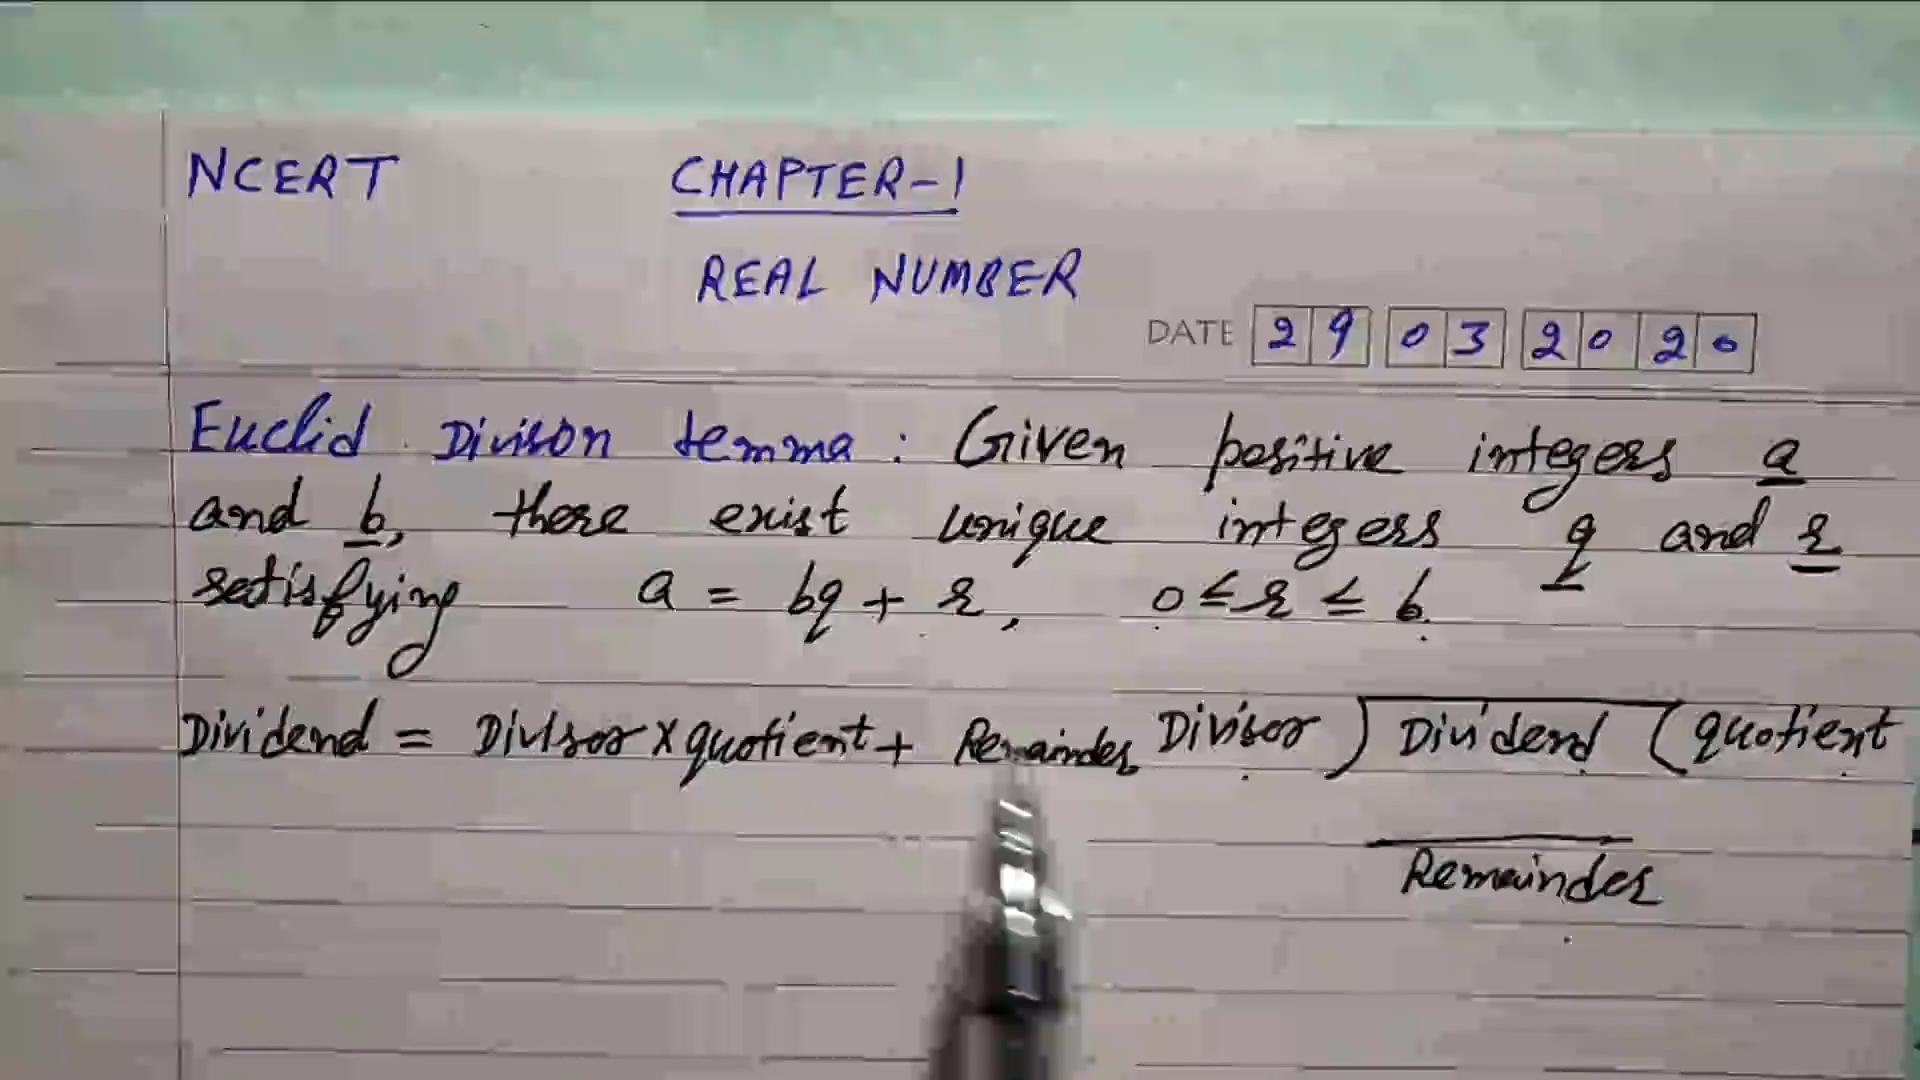 NCERT CHAPTER-1
REAL NUMBER
DATE 29 03 2020
Euclid Divison Lemma : Given positive integers a
and b, there exist unique integers q and r
satisfying a = bq + r, 0 ≤ r ≤ b.
Dividend = Divisor x quotient + Remainder Divisor ) Dividend ( quotient
Remainder